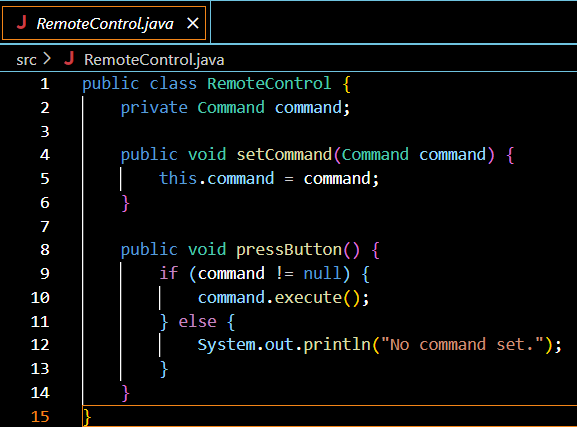 J RemoteControl.java ×
src > J RemoteControl.java
1 public class RemoteControl {
2     private Command command;
3
4     public void setCommand(Command command) {
5         this.command = command;
6     }
7
8     public void pressButton() {
9         if (command != null) {
10             command.execute();
11         } else {
12             System.out.println("No command set.");
13         }
14     }
15 }